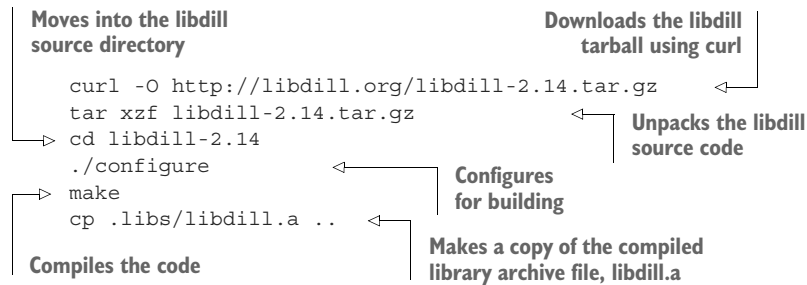 Moves into the libdill
source directory
Downloads the libdill
tarball using curl
curl -O http://libdill.org/libdill-2.14.tar.gz
tar xzf libdill-2.14.tar.gz
Unpacks the libdill
source code
cd libdill-2.14
./configure
Configures
for building
make
cp .libs/libdill.a ..
Makes a copy of the compiled
library archive file, libdill.a
Compiles the code